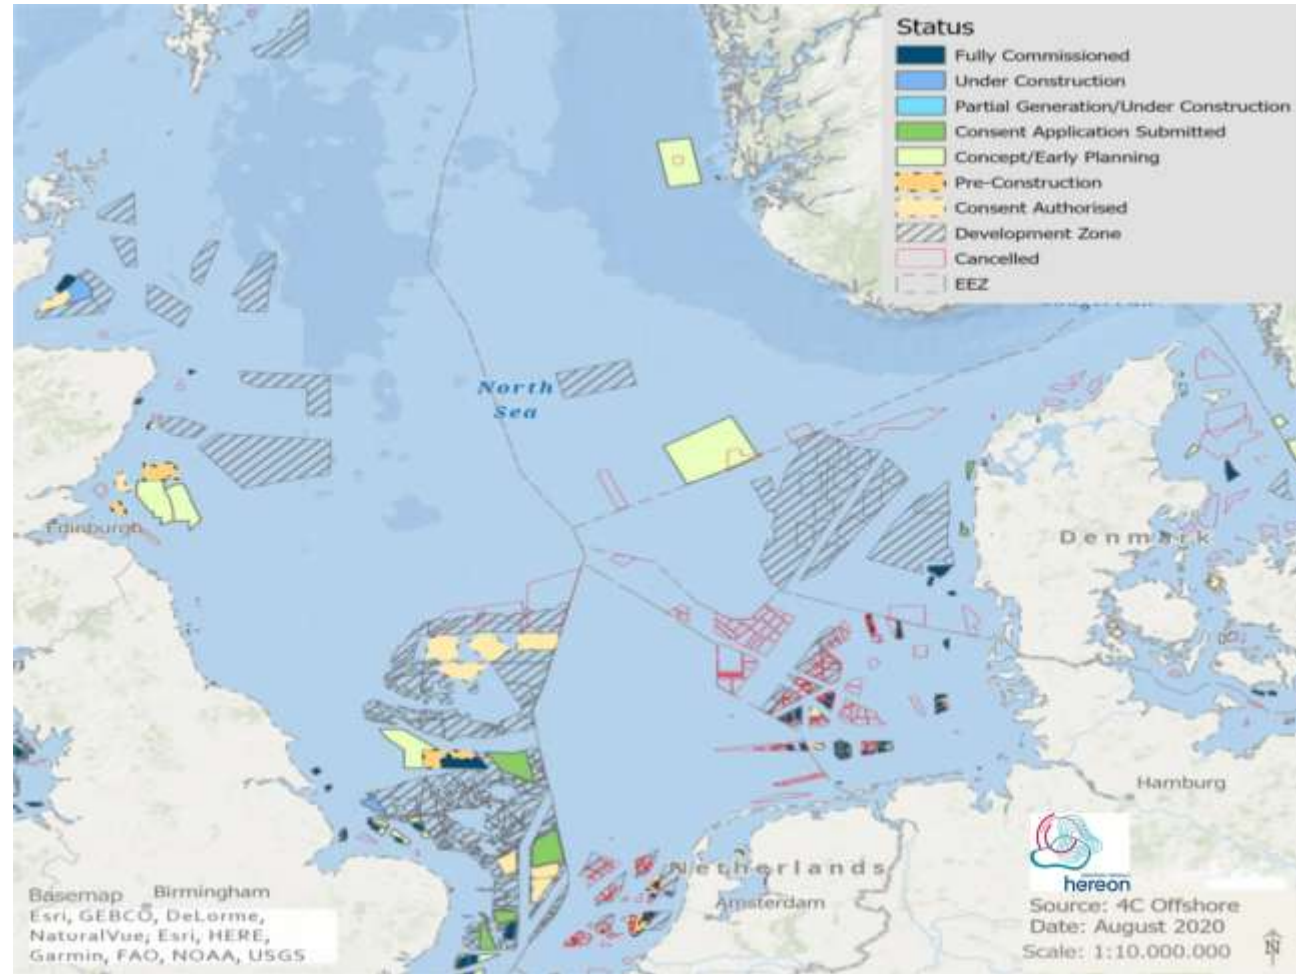 Status
Fully Commissioned
Under Construction
Partial Generation/Under Construction
Consent Application Submitted
Concept/Early Planning
Pre-Construction
Consent Authorised
Development Zone
Cancelled
EEZ
North
Sea
Edinburgh
Denmark
Hamburg
Netherlands
Amsterdam
hereon
Basemap Birmingham
Esri, GEBCO, DeLorme,
NaturalVue; Esri, HERE,
Garmin, FAO, NOAA, USGS
Source: 4C Offshore
Date: August 2020
Scale: 1:10.000.000
N